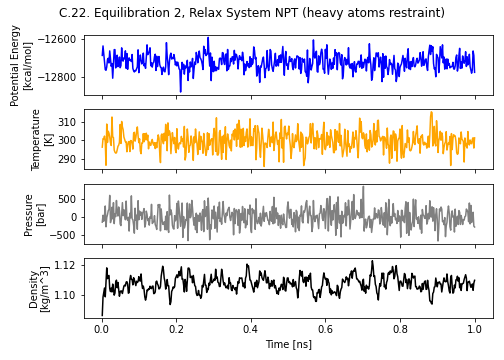 C.22. Equilibration 2, Relax System NPT (heavy atoms restraint)
Potential Energy
[kcal/mol]
−12600
−12800
Temperature
[K]
310
300
290
Pressure
[bar]
500
0
−500
Density
[kg/m^3]
1.12
1.10
0.0 0.2 0.4 0.6 0.8 1.0
Time [ns]